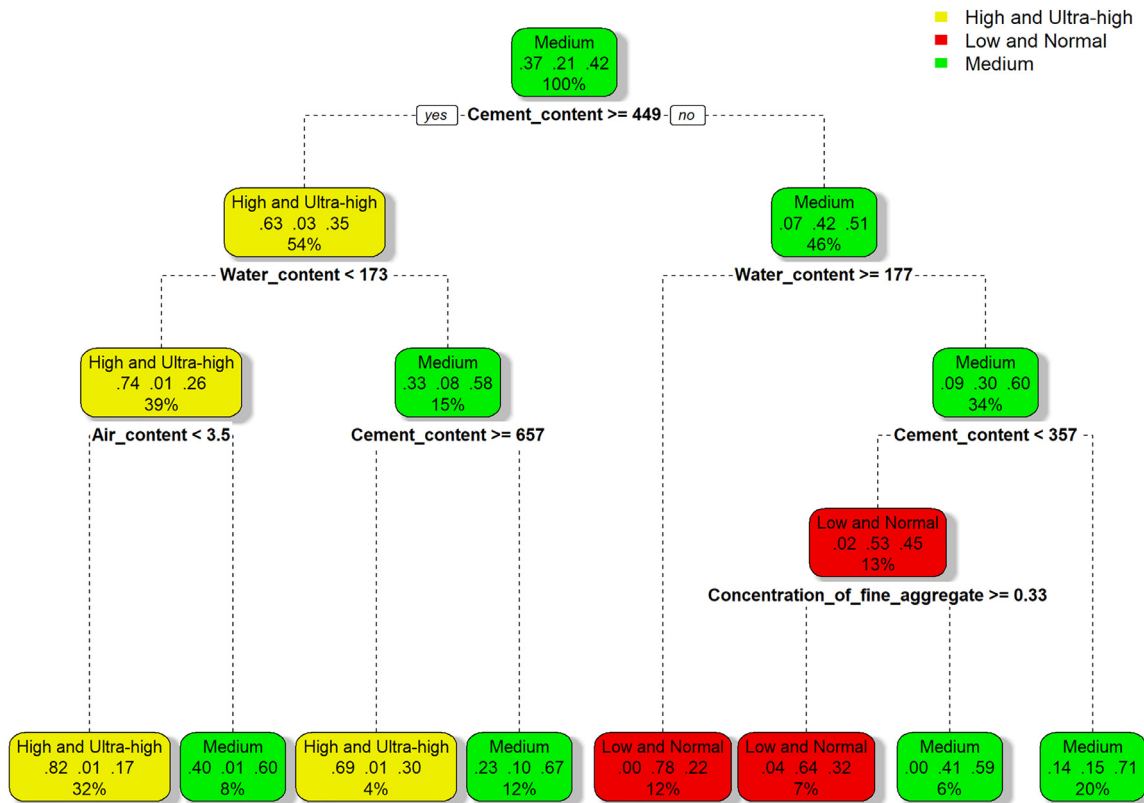 High and Ultra-high
Low and Normal
Medium
Medium
.37 .21 .42
100%
yes Cement_content >= 449 no
High and Ultra-high
.63 .03 .35
54%
Medium
.07 .42 .51
46%
Water_content < 173
Water_content >= 177
High and Ultra-high
.74 .01 .26
39%
Medium
.33 .08 .58
15%
Medium
.09 .30 .60
34%
Air_content < 3.5
Cement_content >= 657
Cement_content < 357
Low and Normal
.02 .53 .45
13%
Concentration_of_fine_aggregate >= 0.33
High and Ultra-high
.82 .01 .17
32%
Medium
.40 .01 .60
8%
High and Ultra-high
.69 .01 .30
4%
Medium
.23 .10 .67
12%
Low and Normal
.00 .78 .22
12%
Low and Normal
.04 .64 .32
7%
Medium
.00 .41 .59
6%
Medium
.14 .15 .71
20%